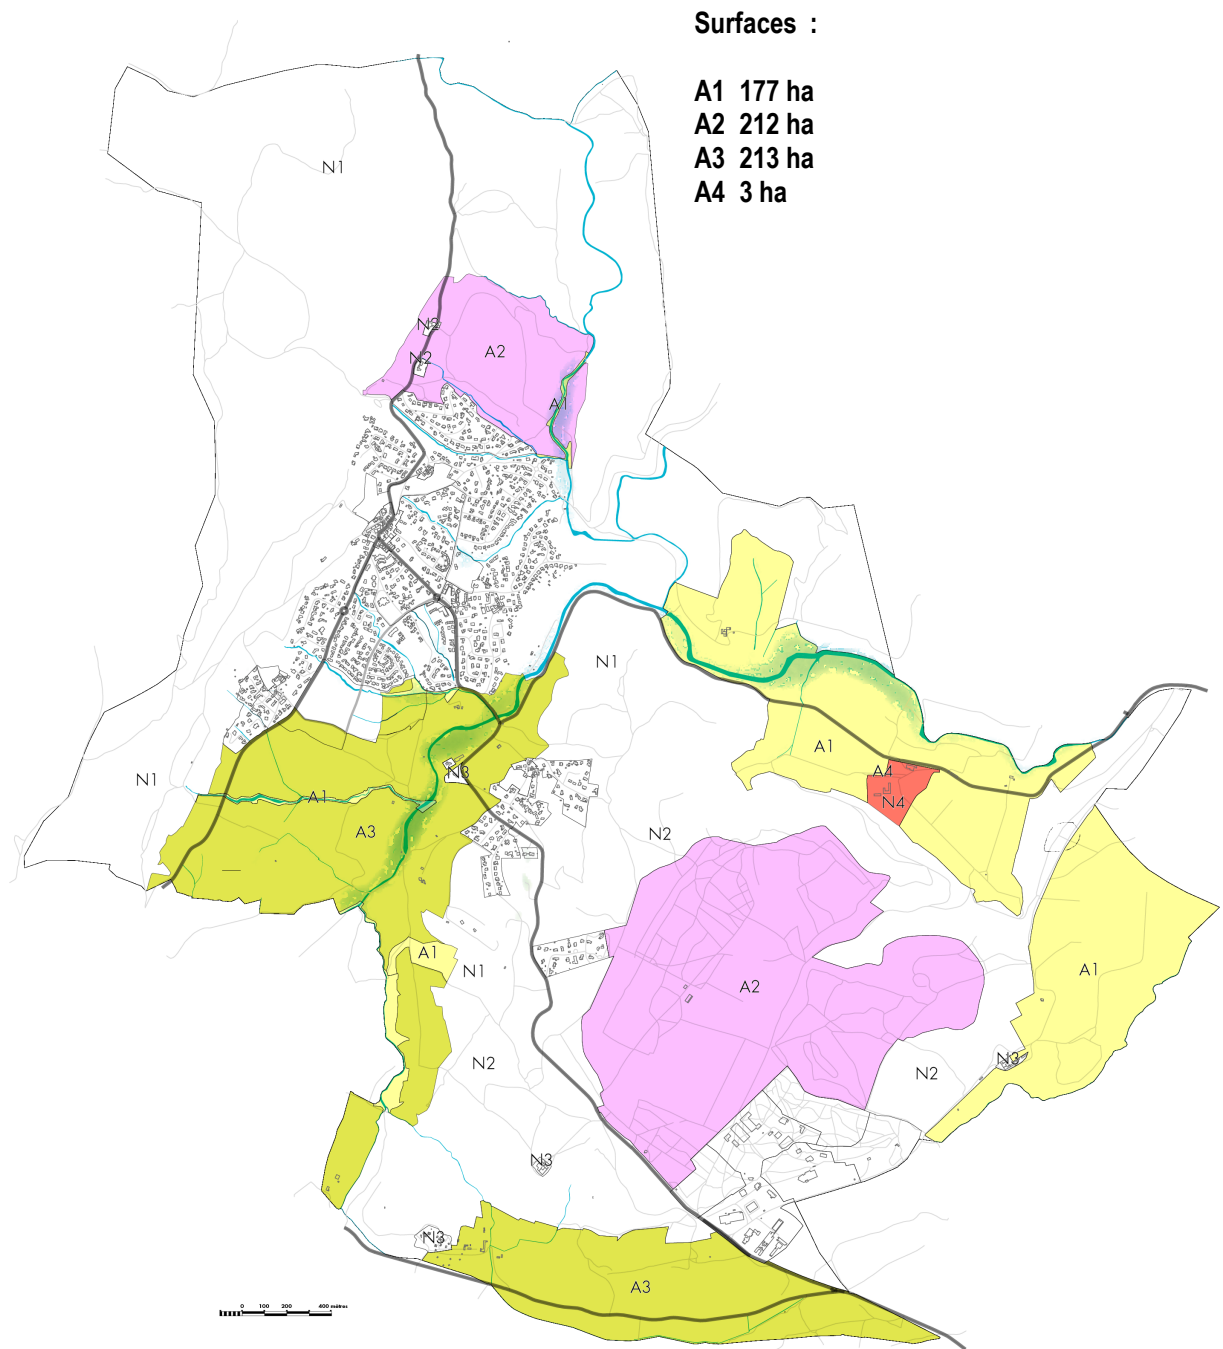 Surfaces :
A1 177 ha
A2 212 ha
A3 213 ha
A4 3 ha
N1
N2
A2
N2
A1
N1
A1
N3
N1
A4
A1
N4
A3
N2
A1
N1
A1
A2
N3
N2
N2
N3
N3
A3
0 100 200 400 mètres